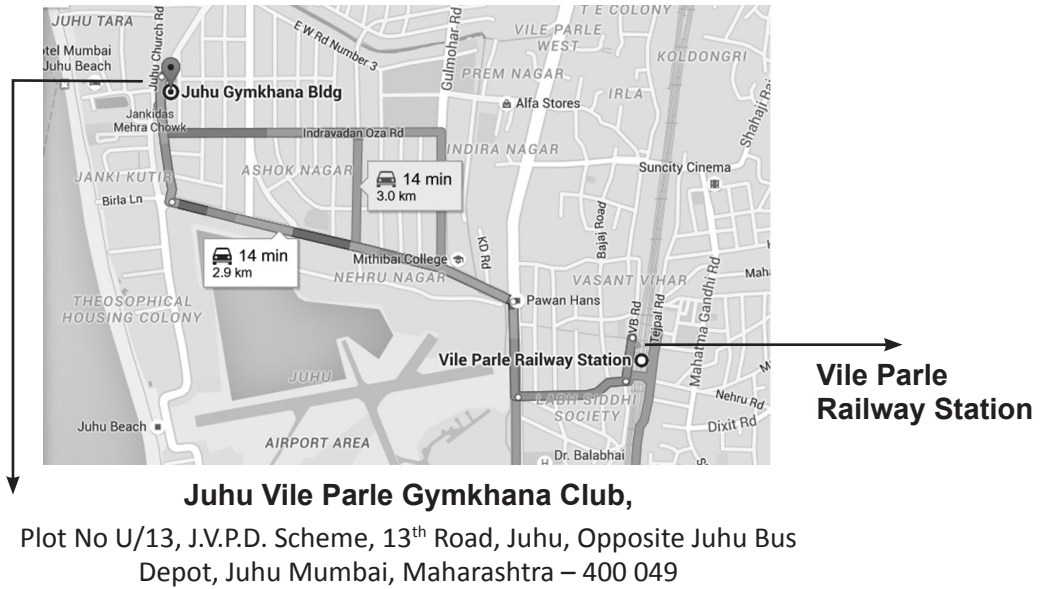 T E COLONY
JUHU TARA
E W Rd Number 3
Gulmohar Rd
VILE PARLE
WEST
KOLDONGRI
Juhu Church Rd
tel Mumbai
Juhu Beach
PREM NAGAR
IRLA
Juhu Gymkhana Bldg
Alfa Stores
Shahaji Raj
Jankidas
Mehra Chowk
Indravadan Oza Rd
INDIRA NAGAR
JANKI KUTIR
ASHOK NAGAR
14 min
3.0 km
Suncity Cinema
Birla Ln
Bajaj Road
14 min
2.9 km
Mithibai College
KD Rd
NEHRU NAGAR
VASANT VIHAR
Mahatma Gandhi Rd
Maha
THEOSOPHICAL
HOUSING COLONY
Pawan Hans
VB Rd
Tejpal Rd
Vile Parle Railway Station
Vile Parle
Railway Station
JUHU
LABH SIDDHI
SOCIETY
Nehru Rd
Dixit Rd
Juhu Beach
AIRPORT AREA
Dr. Balabhai
H
Juhu Vile Parle Gymkhana Club,
Plot No U/13, J.V.P.D. Scheme, 13th Road, Juhu, Opposite Juhu Bus
Depot, Juhu Mumbai, Maharashtra – 400 049